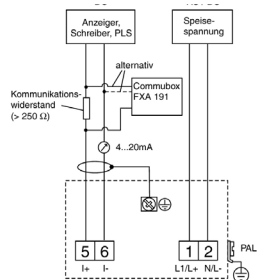 Anzeiger,
Schreiber, PLS
Speise-
spannung
alternativ
Commubox
FXA 191
Kommunikations-
widerstand
(> 250 Ω)
4...20mA
PAL
5 6
1 2
I+ I-
L1/L+ N/L-